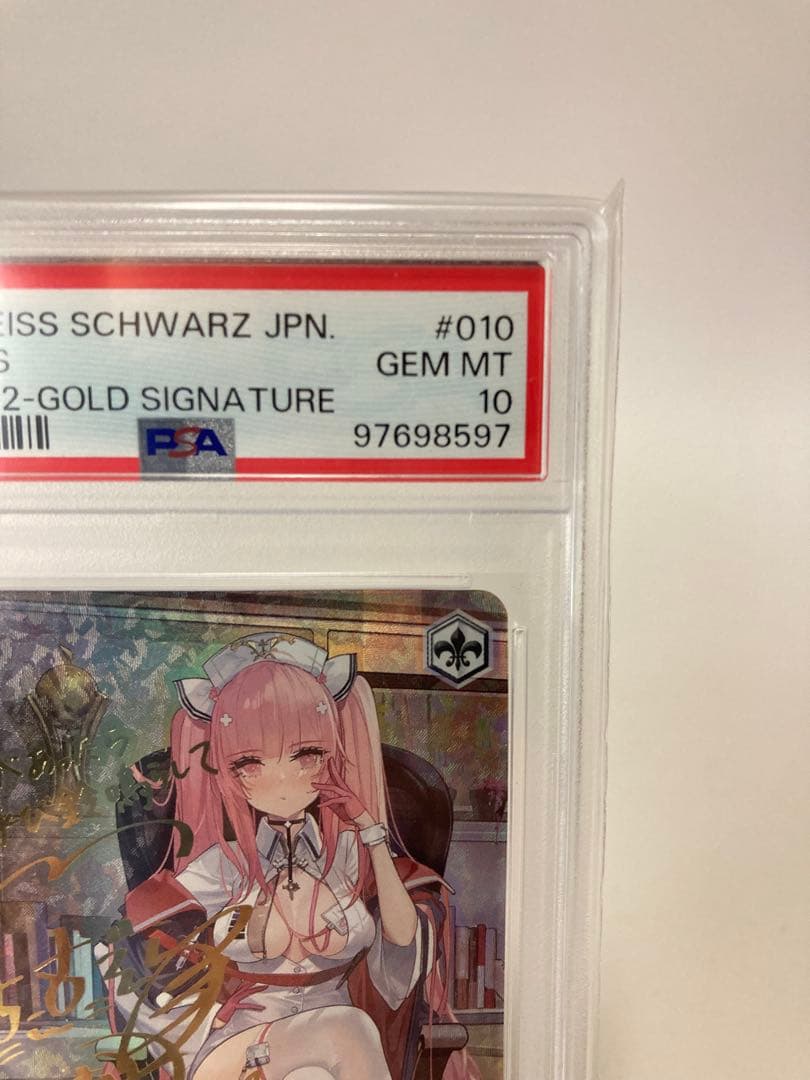 EISS SCHWARZ JPN. #010
S GEM MT
2-GOLD SIGNATURE 10
PSA 97698597